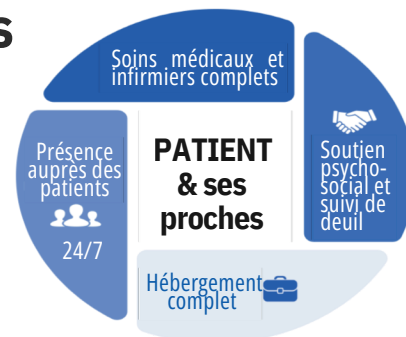 s
Soins médicaux et
infirmiers complets
Présence
auprès des
patients
24/7
PATIENT
& ses
proches
Soutien
psycho-
social et
suivi de
deuil
Hébergement
complet